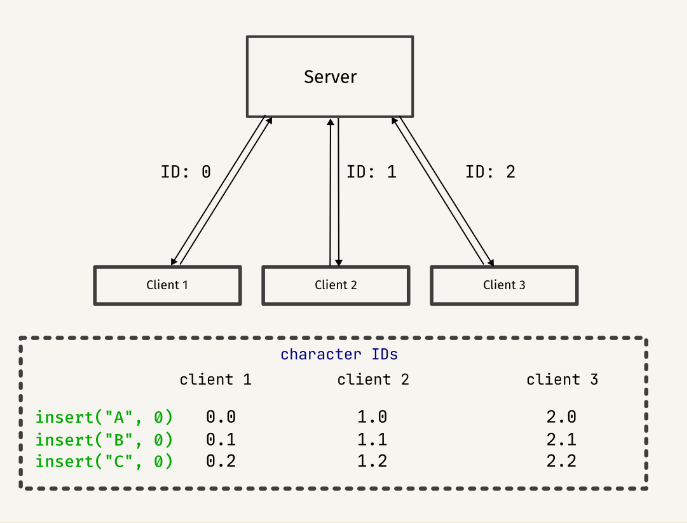 Server
ID: 0 ID: 1 ID: 2
Client 1 Client 2 Client 3
character IDs
client 1 client 2 client 3
insert("A", 0) 0.0 1.0 2.0
insert("B", 0) 0.1 1.1 2.1
insert("C", 0) 0.2 1.2 2.2